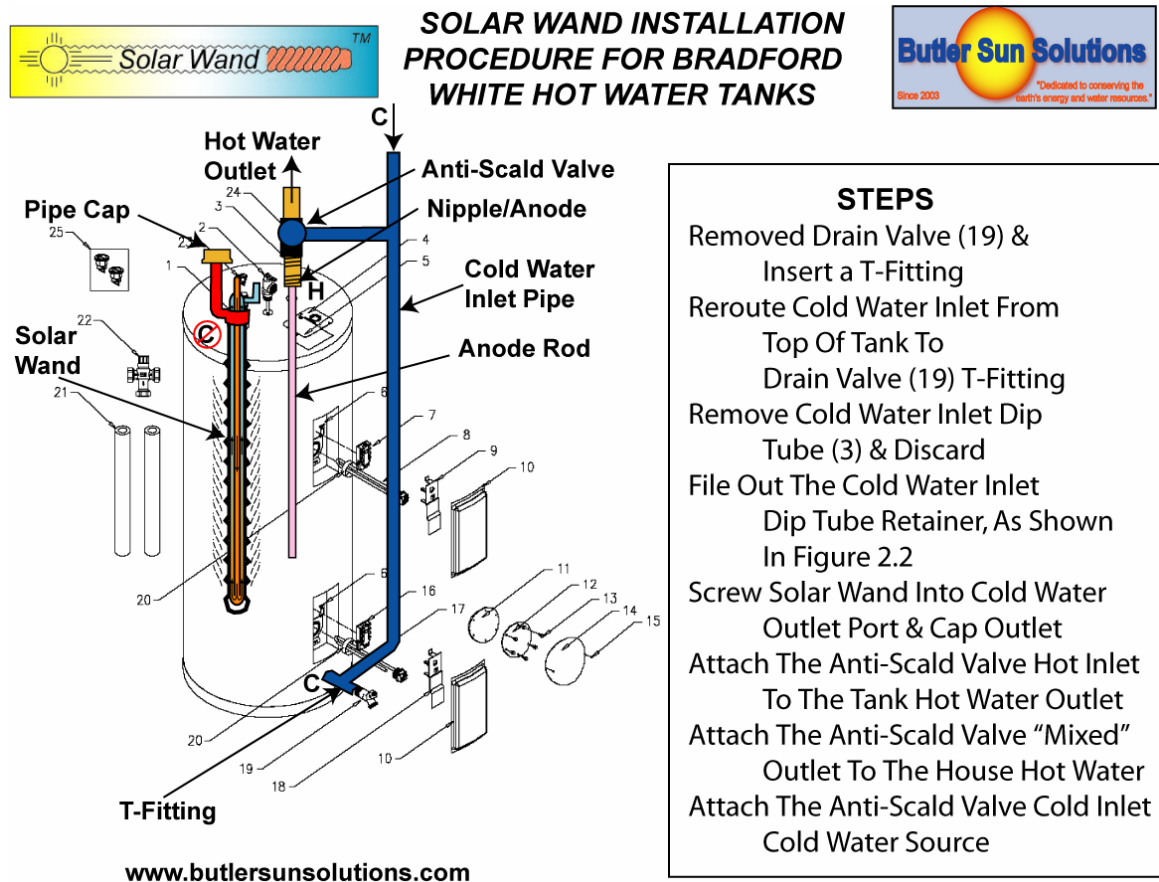 Solar Wand TM
SOLAR WAND INSTALLATION
PROCEDURE FOR BRADFORD
WHITE HOT WATER TANKS
Butler Sun Solutions
Since 2003
"Dedicated to conserving the
earth's energy and water resources."
C
Hot Water
Outlet
Anti-Scald Valve
Nipple/Anode
Pipe Cap
Cold Water
Inlet Pipe
H
C
Solar
Wand
Anode Rod
C
T-Fitting
25
24
3
2
1
4
5
22
21
6
7
8
9
10
20
6
16
17
11
12
13
14
15
20
19
18
10
www.butlersunsolutions.com
STEPS
Removed Drain Valve (19) &
Insert a T-Fitting
Reroute Cold Water Inlet From
Top Of Tank To
Drain Valve (19) T-Fitting
Remove Cold Water Inlet Dip
Tube (3) & Discard
File Out The Cold Water Inlet
Dip Tube Retainer, As Shown
In Figure 2.2
Screw Solar Wand Into Cold Water
Outlet Port & Cap Outlet
Attach The Anti-Scald Valve Hot Inlet
To The Tank Hot Water Outlet
Attach The Anti-Scald Valve “Mixed”
Outlet To The House Hot Water
Attach The Anti-Scald Valve Cold Inlet
Cold Water Source